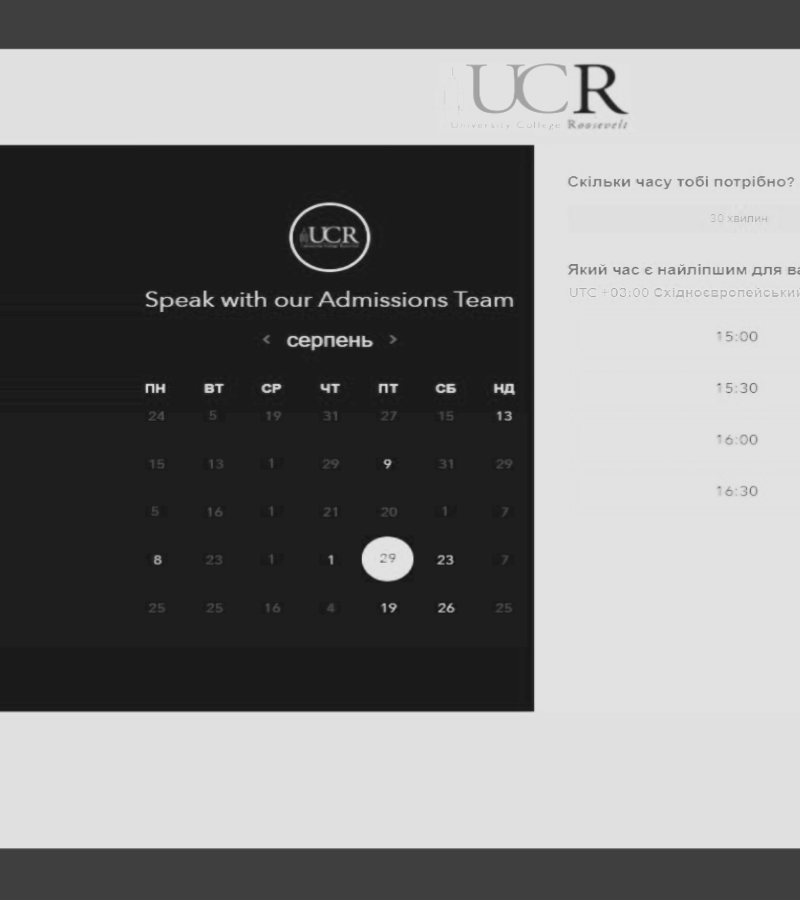 UCR
University College Roosevelt
UCR
Speak with our Admissions Team
< серпень >
ПН ВТ СР ЧТ ПТ СБ НД
24 5 19 31 27 15 13
15 13 1 29 9 31 29
5 16 1 21 20 1 7
8 23 1 1 29 23 7
25 25 16 4 19 26 25
Скільки часу тобі потрібно?
30 хвилин
Який час є найліпшим для ва
UTC +03:00 Східноєвропейський
15:00
15:30
16:00
16:30